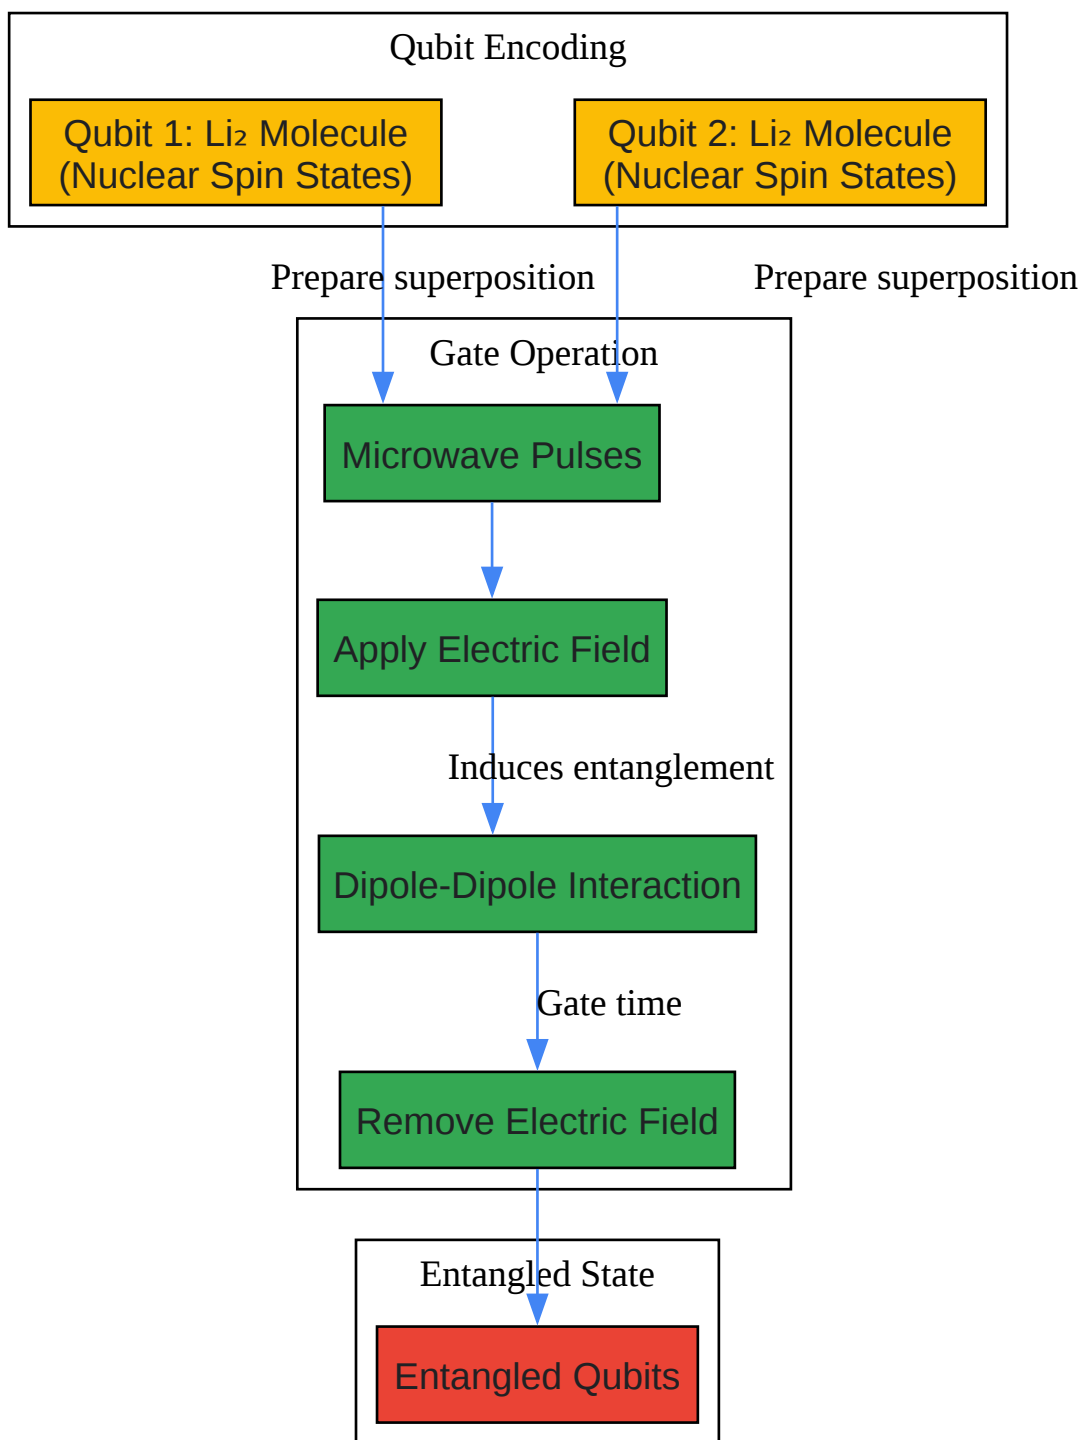 Qubit Encoding
Qubit 1: Li₂ Molecule
(Nuclear Spin States)
Qubit 2: Li₂ Molecule
(Nuclear Spin States)
Prepare superposition
Prepare superposition
Gate Operation
Microwave Pulses
Apply Electric Field
Induces entanglement
Dipole-Dipole Interaction
Gate time
Remove Electric Field
Entangled State
Entangled Qubits